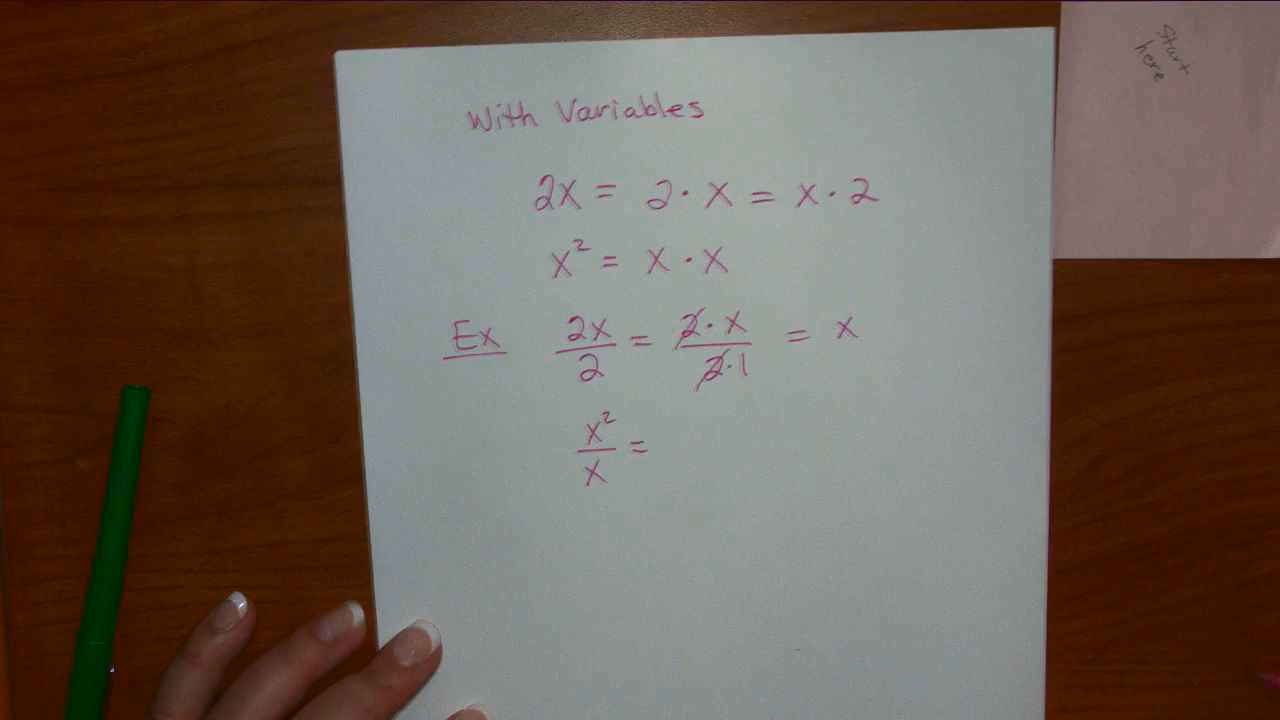 With Variables
2x = 2 · x = x · 2
x² = x · x
Ex 2x/2 = 2·x/2·1 = x
x²/x =
Start
here